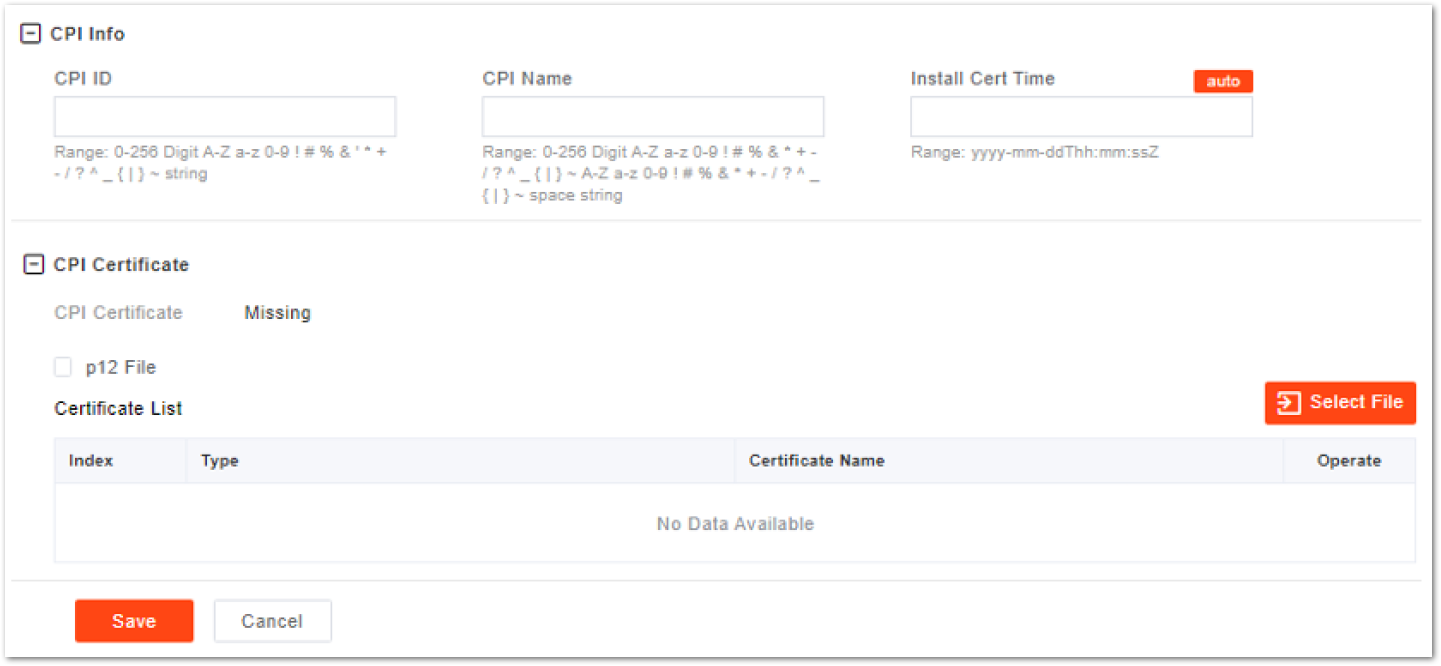 CPI Info
CPI ID
CPI Name
Install Cert Time
auto
Range: 0-256 Digit A-Z a-z 0-9 ! # % & ' * +
- / ? ^ _ { | } ~ string
Range: 0-256 Digit A-Z a-z 0-9 ! # % & * + -
/ ? ^ _ { | } ~ A-Z a-z 0-9 ! # % & * + - / ? ^ _
{ | } ~ space string
Range: yyyy-mm-ddThh:mm:ssZ
CPI Certificate
CPI Certificate Missing
p12 File
Certificate List
Select File
Index Type Certificate Name Operate
No Data Available
Save Cancel